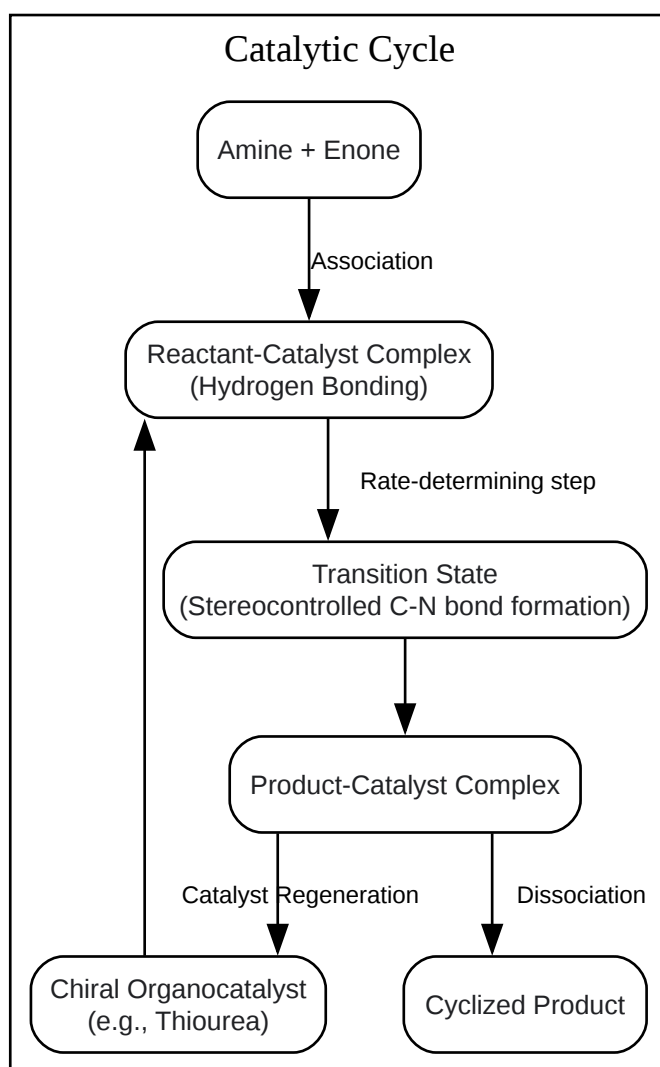 Catalytic Cycle
Amine + Enone
Association
Reactant-Catalyst Complex
(Hydrogen Bonding)
Rate-determining step
Transition State
(Stereocontrolled C-N bond formation)
Product-Catalyst Complex
Catalyst Regeneration
Dissociation
Chiral Organocatalyst
(e.g., Thiourea)
Cyclized Product